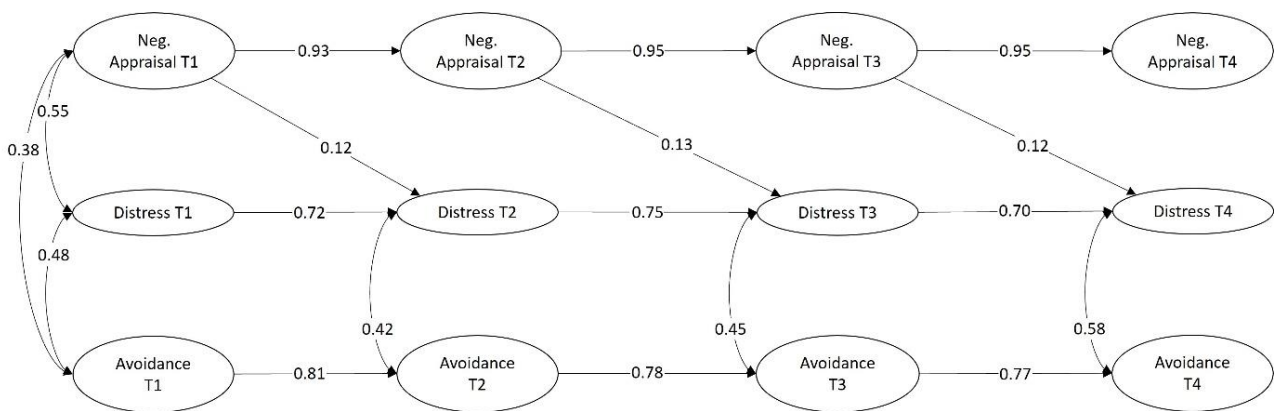 Neg.
Appraisal T1
0.93
Neg.
Appraisal T2
0.95
Neg.
Appraisal T3
0.95
Neg.
Appraisal T4
0.55
0.38
0.12
0.13
0.12
Distress T1
0.72
Distress T2
0.75
Distress T3
0.70
Distress T4
0.48
0.42
0.45
0.58
Avoidance
T1
0.81
Avoidance
T2
0.78
Avoidance
T3
0.77
Avoidance
T4